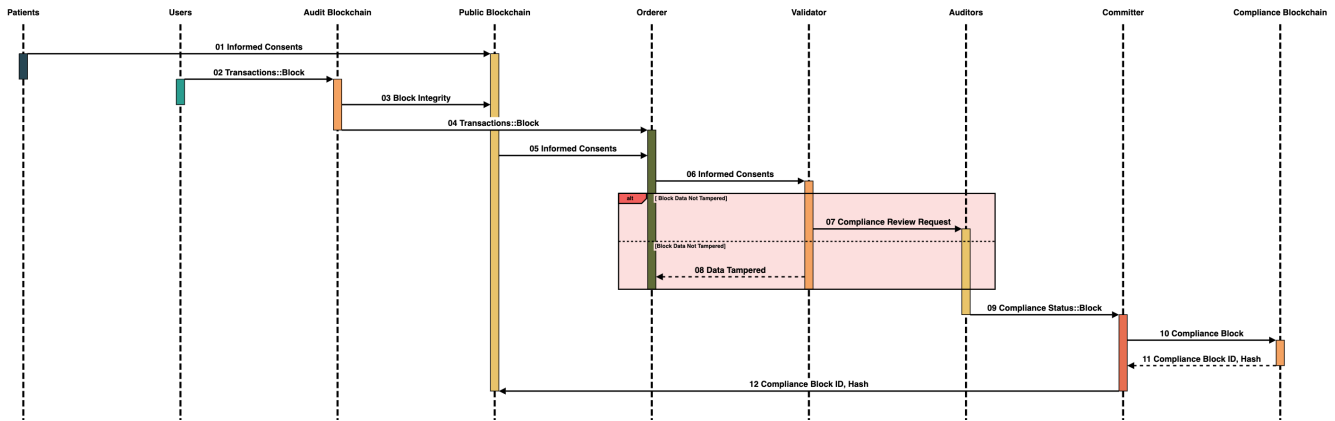 Patients
Users
Audit Blockchain
Public Blockchain
Orderer
Validator
Auditors
Committer
Compliance Blockchain
01 Informed Consents
02 Transactions::Block
03 Block Integrity
04 Transactions::Block
05 Informed Consents
06 Informed Consents
alt
[ Block Data Not Tampered]
07 Compliance Review Request
[Block Data Not Tampered]
08 Data Tampered
09 Compliance Status::Block
10 Compliance Block
11 Compliance Block ID, Hash
12 Compliance Block ID, Hash